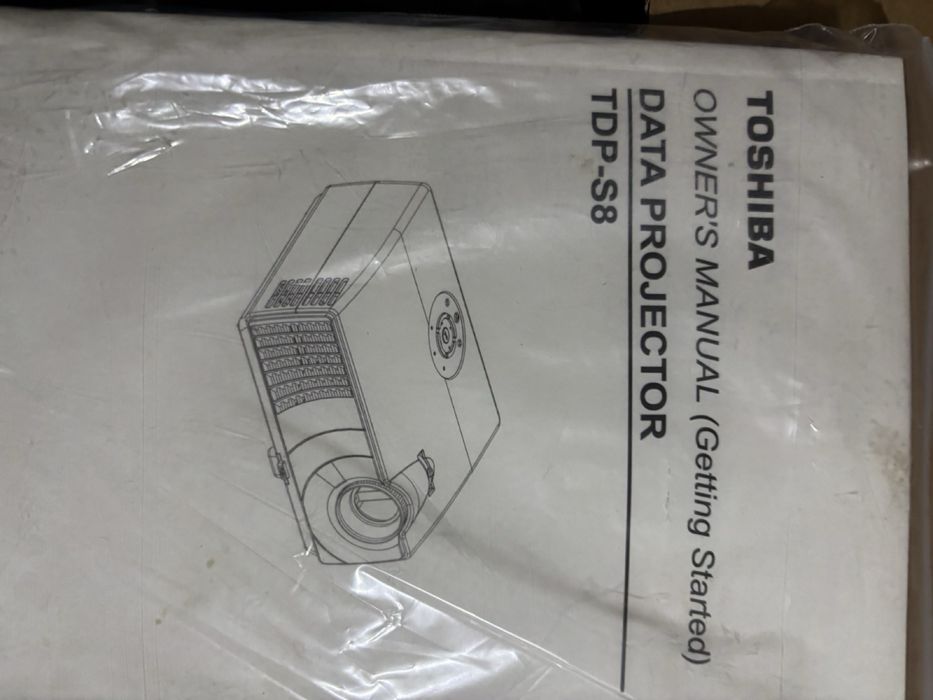 TOSHIBA
OWNER'S MANUAL (Getting Started)
DATA PROJECTOR
TDP-S8